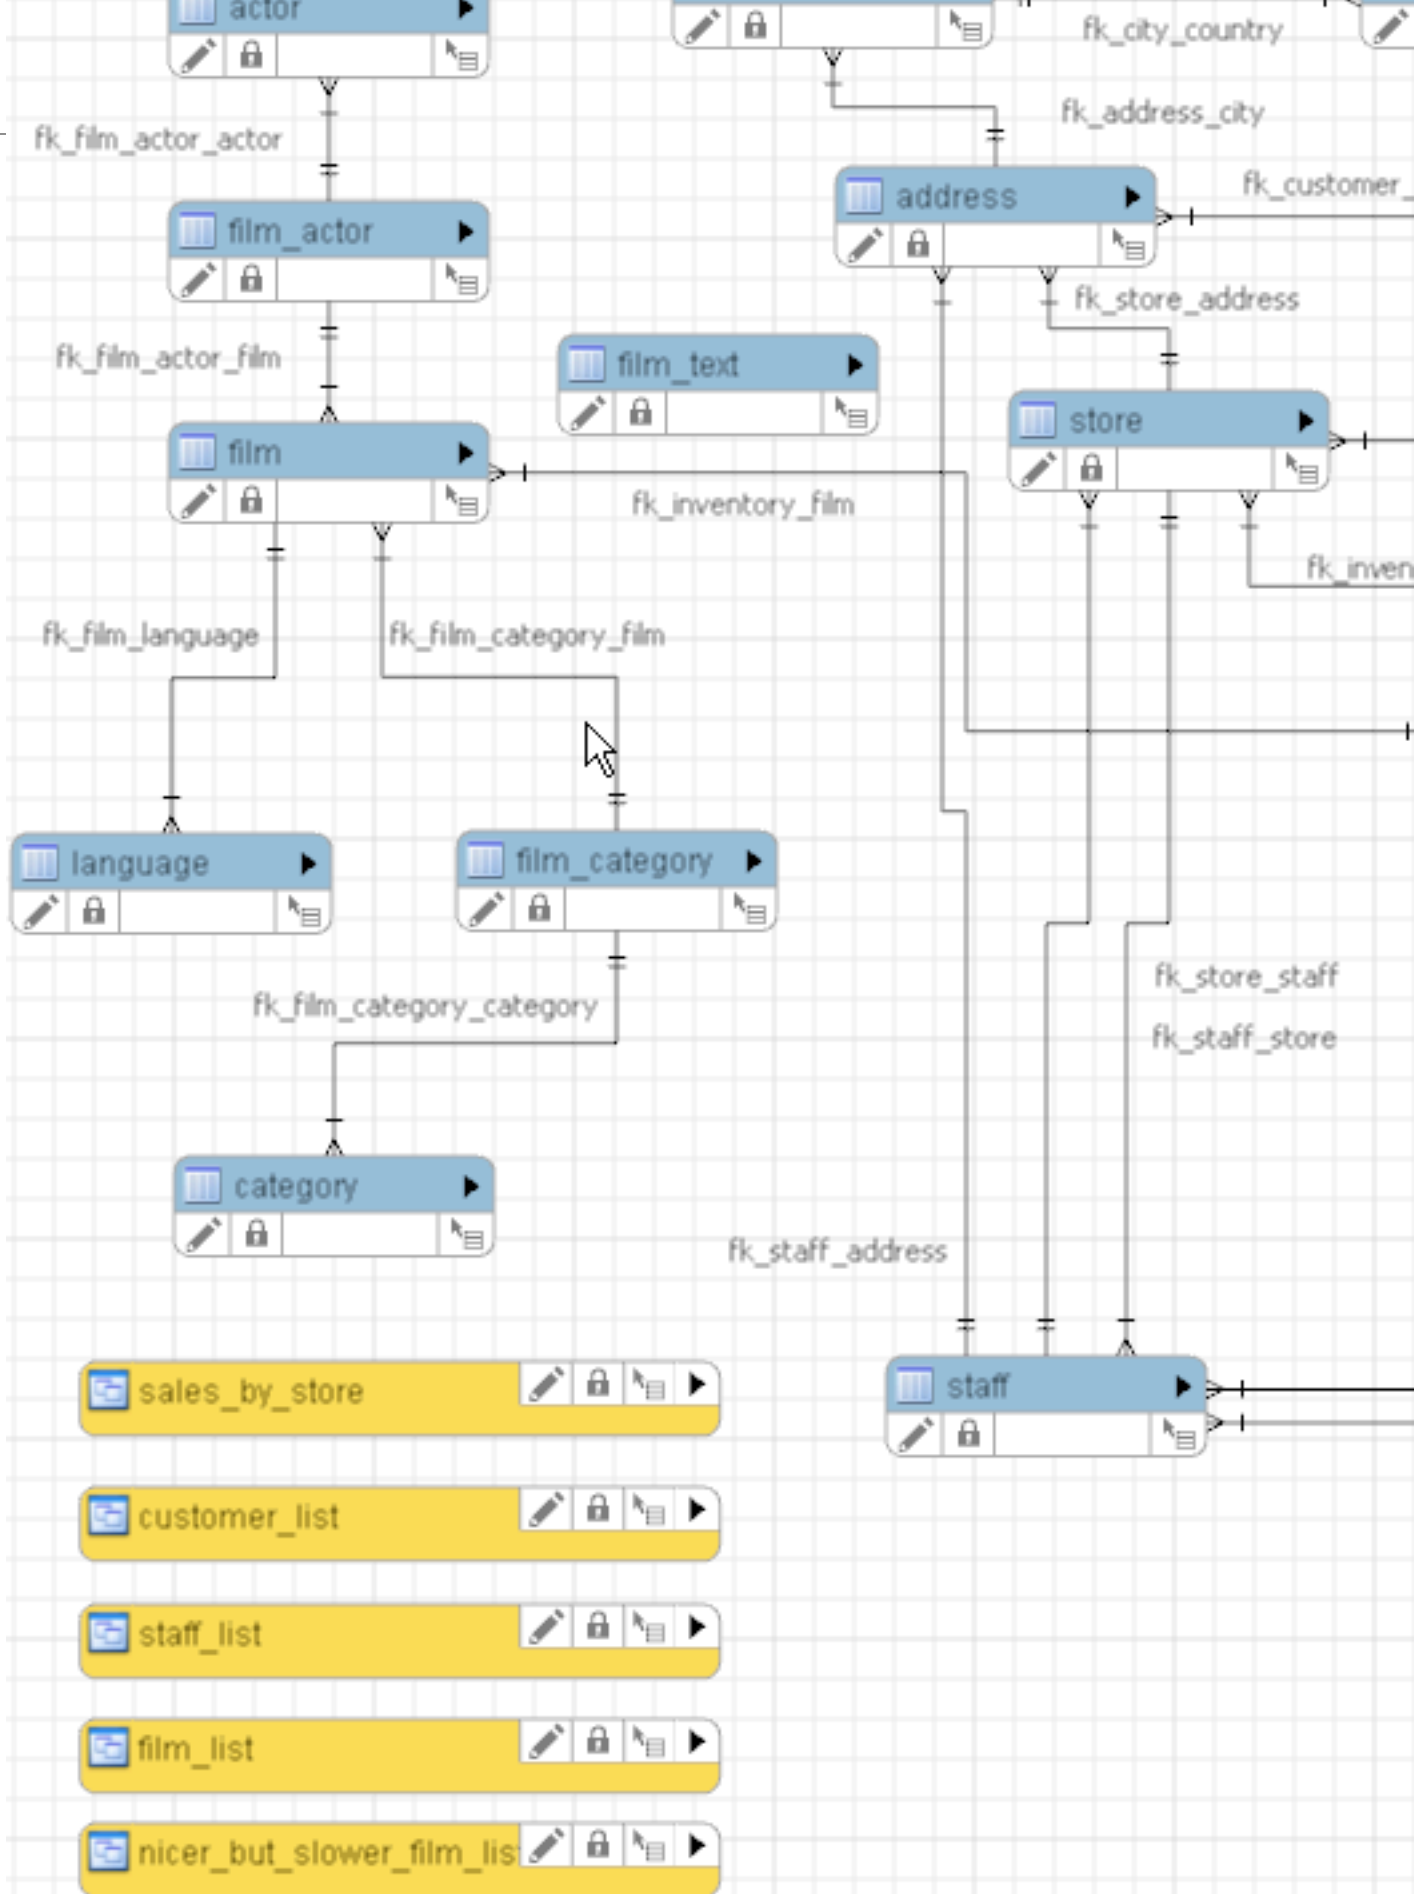 actor
fk_city_country
fk_address_city
fk_film_actor_actor
address
fk_customer_
film_actor
fk_store_address
fk_film_actor_film
film_text
store
film
fk_inventory_film
fk_inven
fk_film_language
fk_film_category_film
language
film_category
fk_store_staff
fk_film_category_category
fk_staff_store
category
fk_staff_address
staff
sales_by_store
customer_list
staff_list
film_list
nicer_but_slower_film_lis